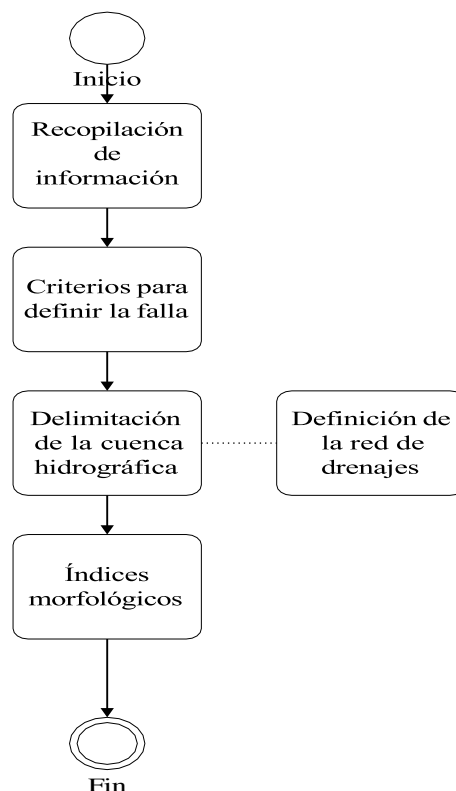 Inicio
Recopilación
de
información
Criterios para
definir la falla
Delimitación
de la cuenca
hidrográfica
Definición de
la red de
drenajes
Índices
morfológicos
Fin